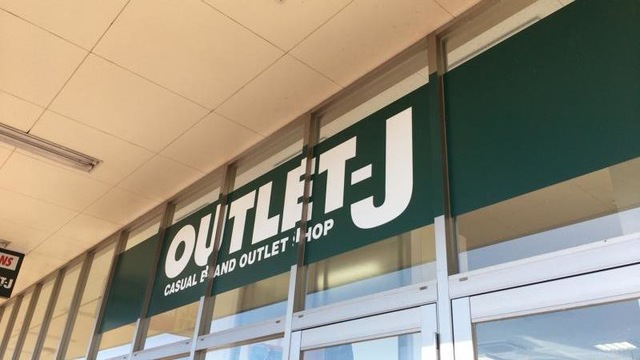 OUTLET-J
CASUAL BRAND OUTLET SHOP